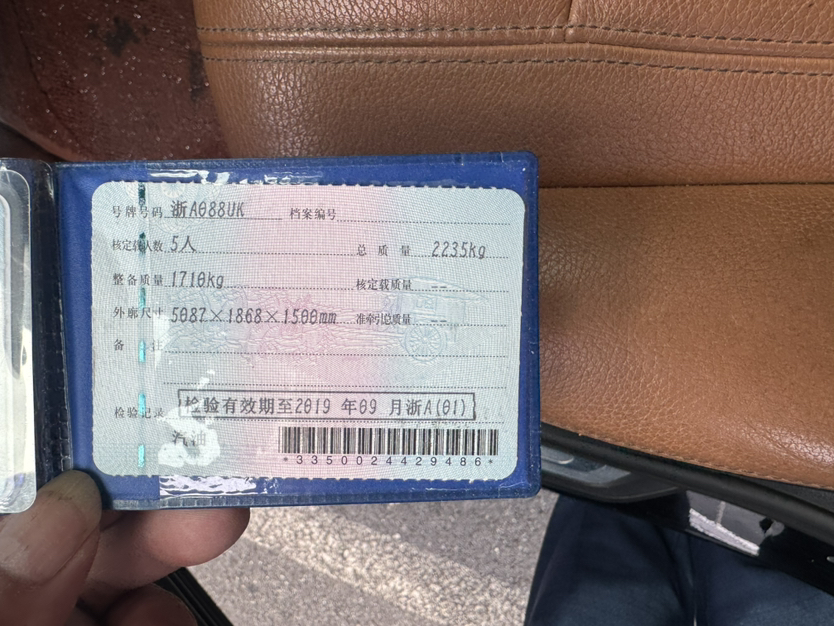 号牌号码 浙A088UK 档案编号
核定载人数 5人 总质量 2235kg
整备质量 1710kg 核定载质量 --
外廓尺寸 5087×1868×1500mm 准牵引总质量 --
备注
检验记录 检验有效期至2019 年09 月浙A(01)
汽油
*3350024429486*